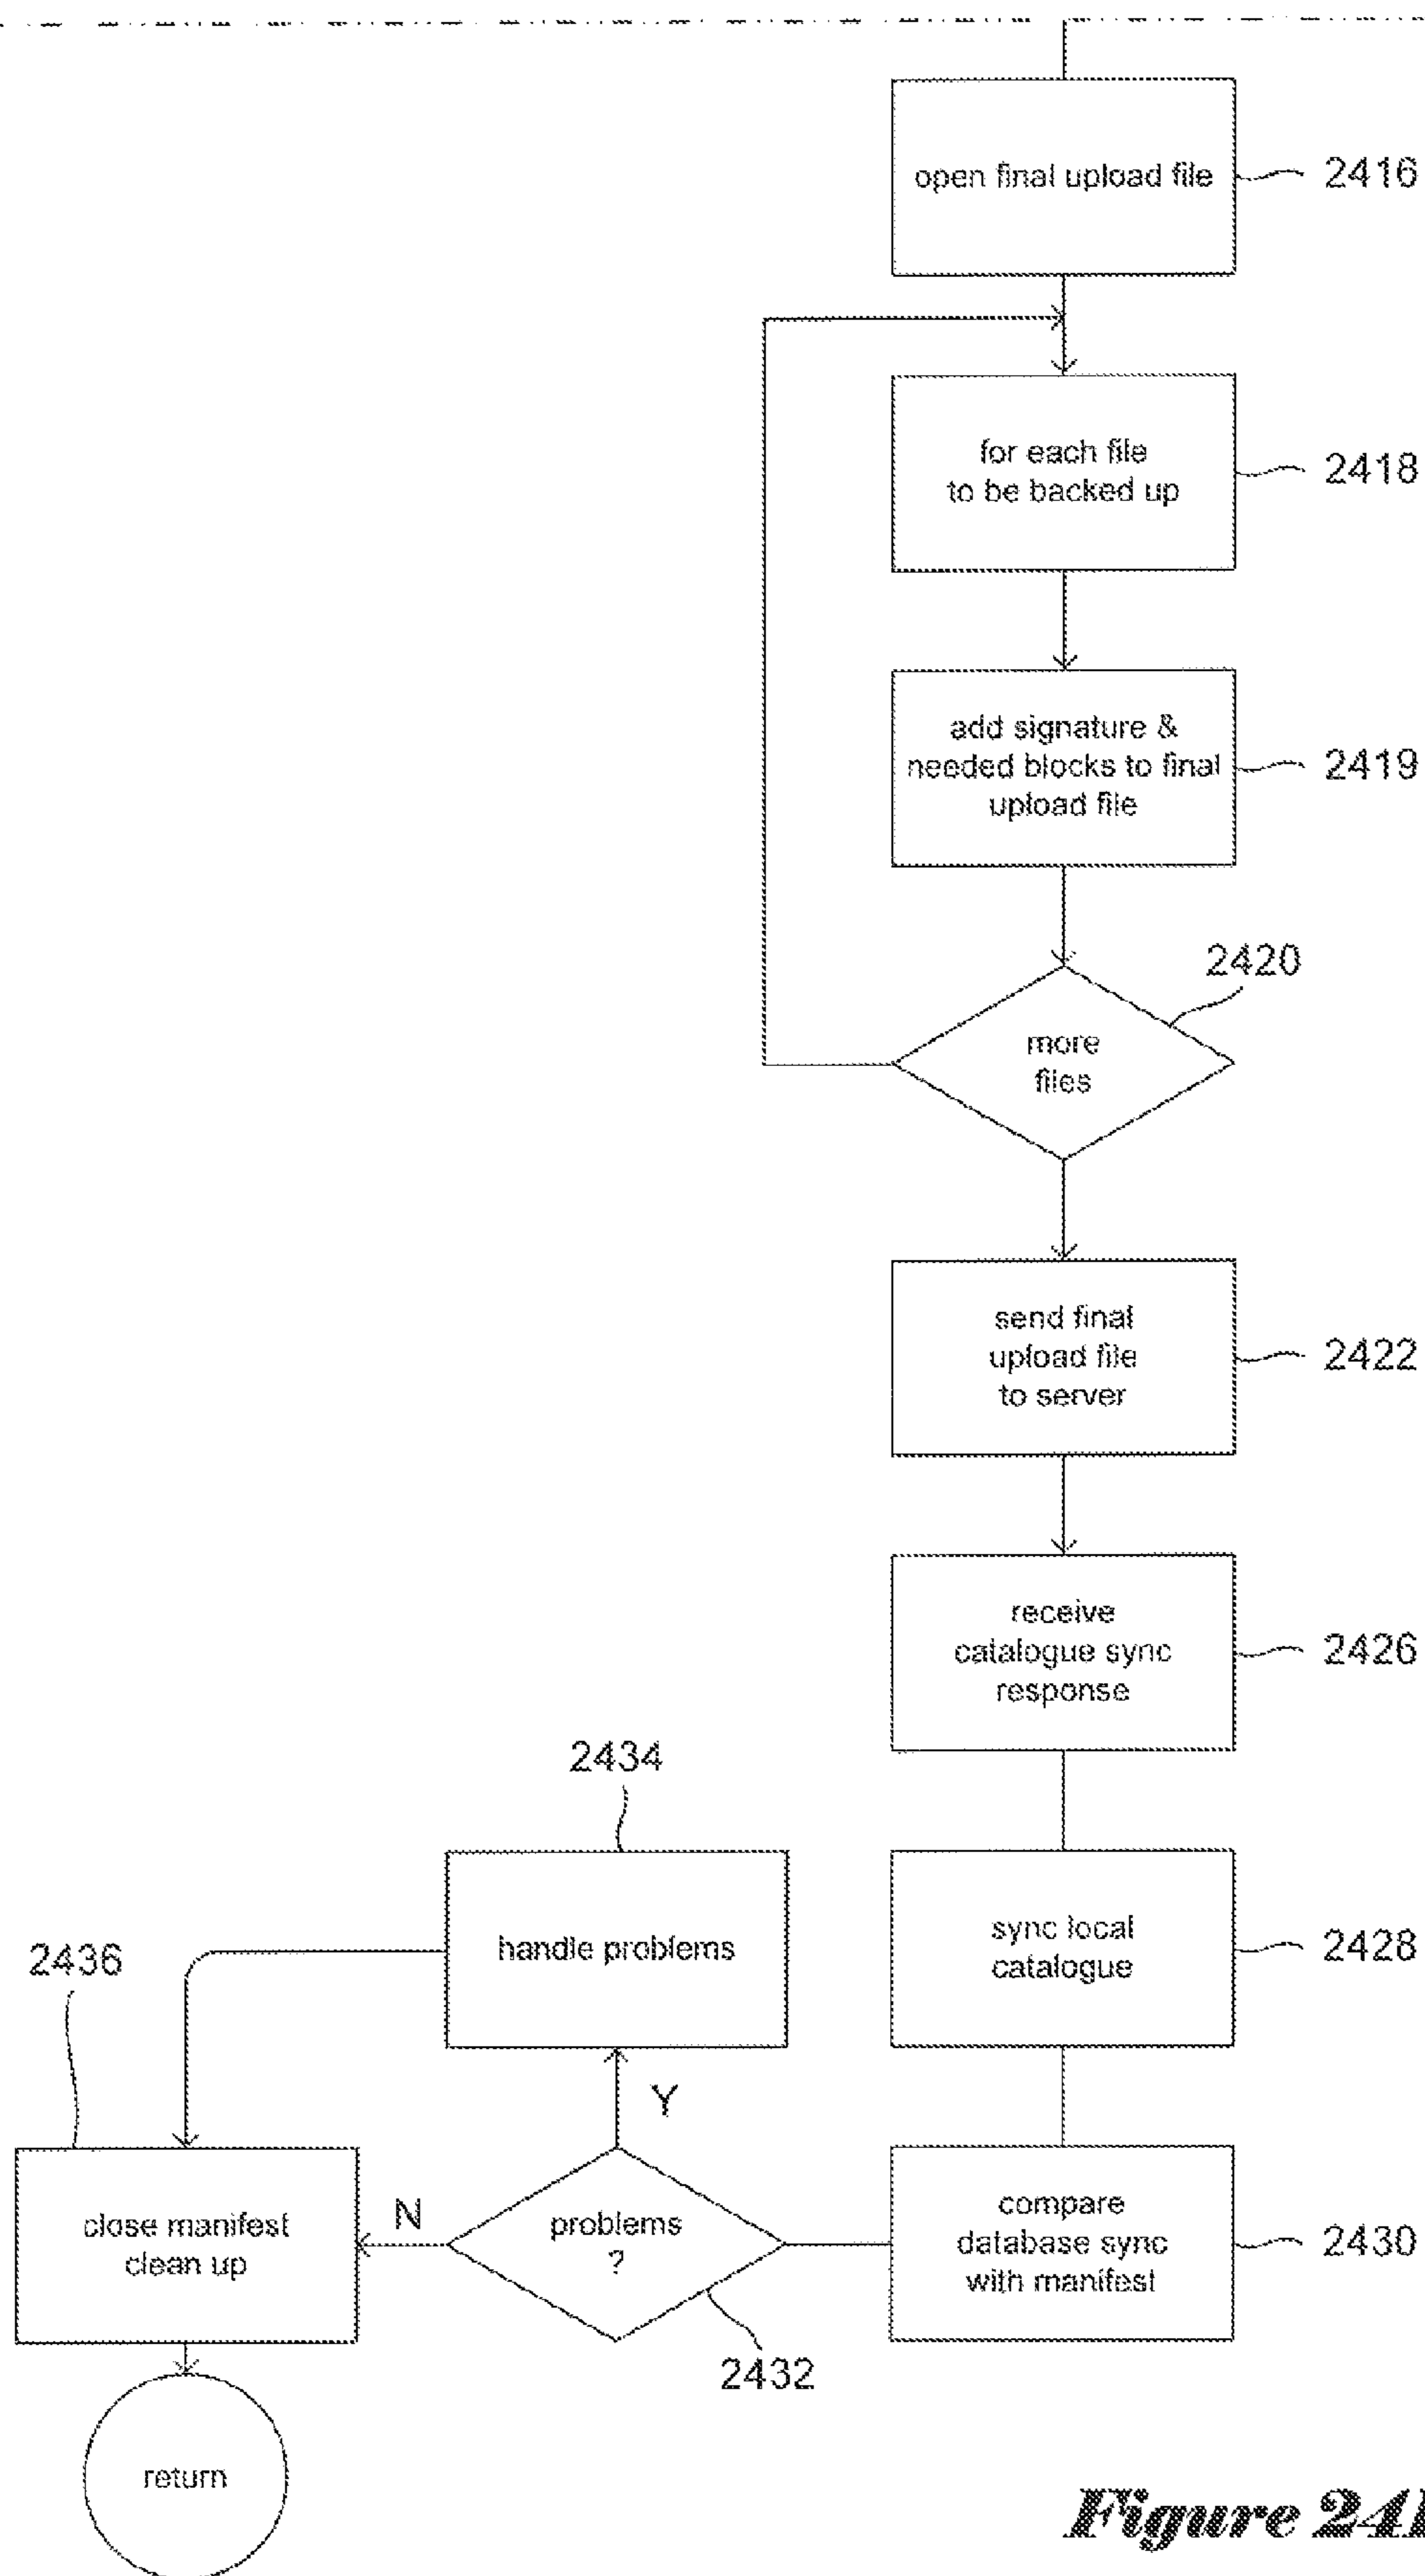 open final upload file
2416
for each file
to be backed up
2418
add signature &
needed blocks to final
upload file
2419
2420
more
files
send final
upload file
to server
2422
receive
catalogue sync
response
2426
2434
handle problems
sync local
catalogue
2428
2436
Y
close manifest
clean up
N
problems
?
compare
database sync
with manifest
2430
2432
return
Figure